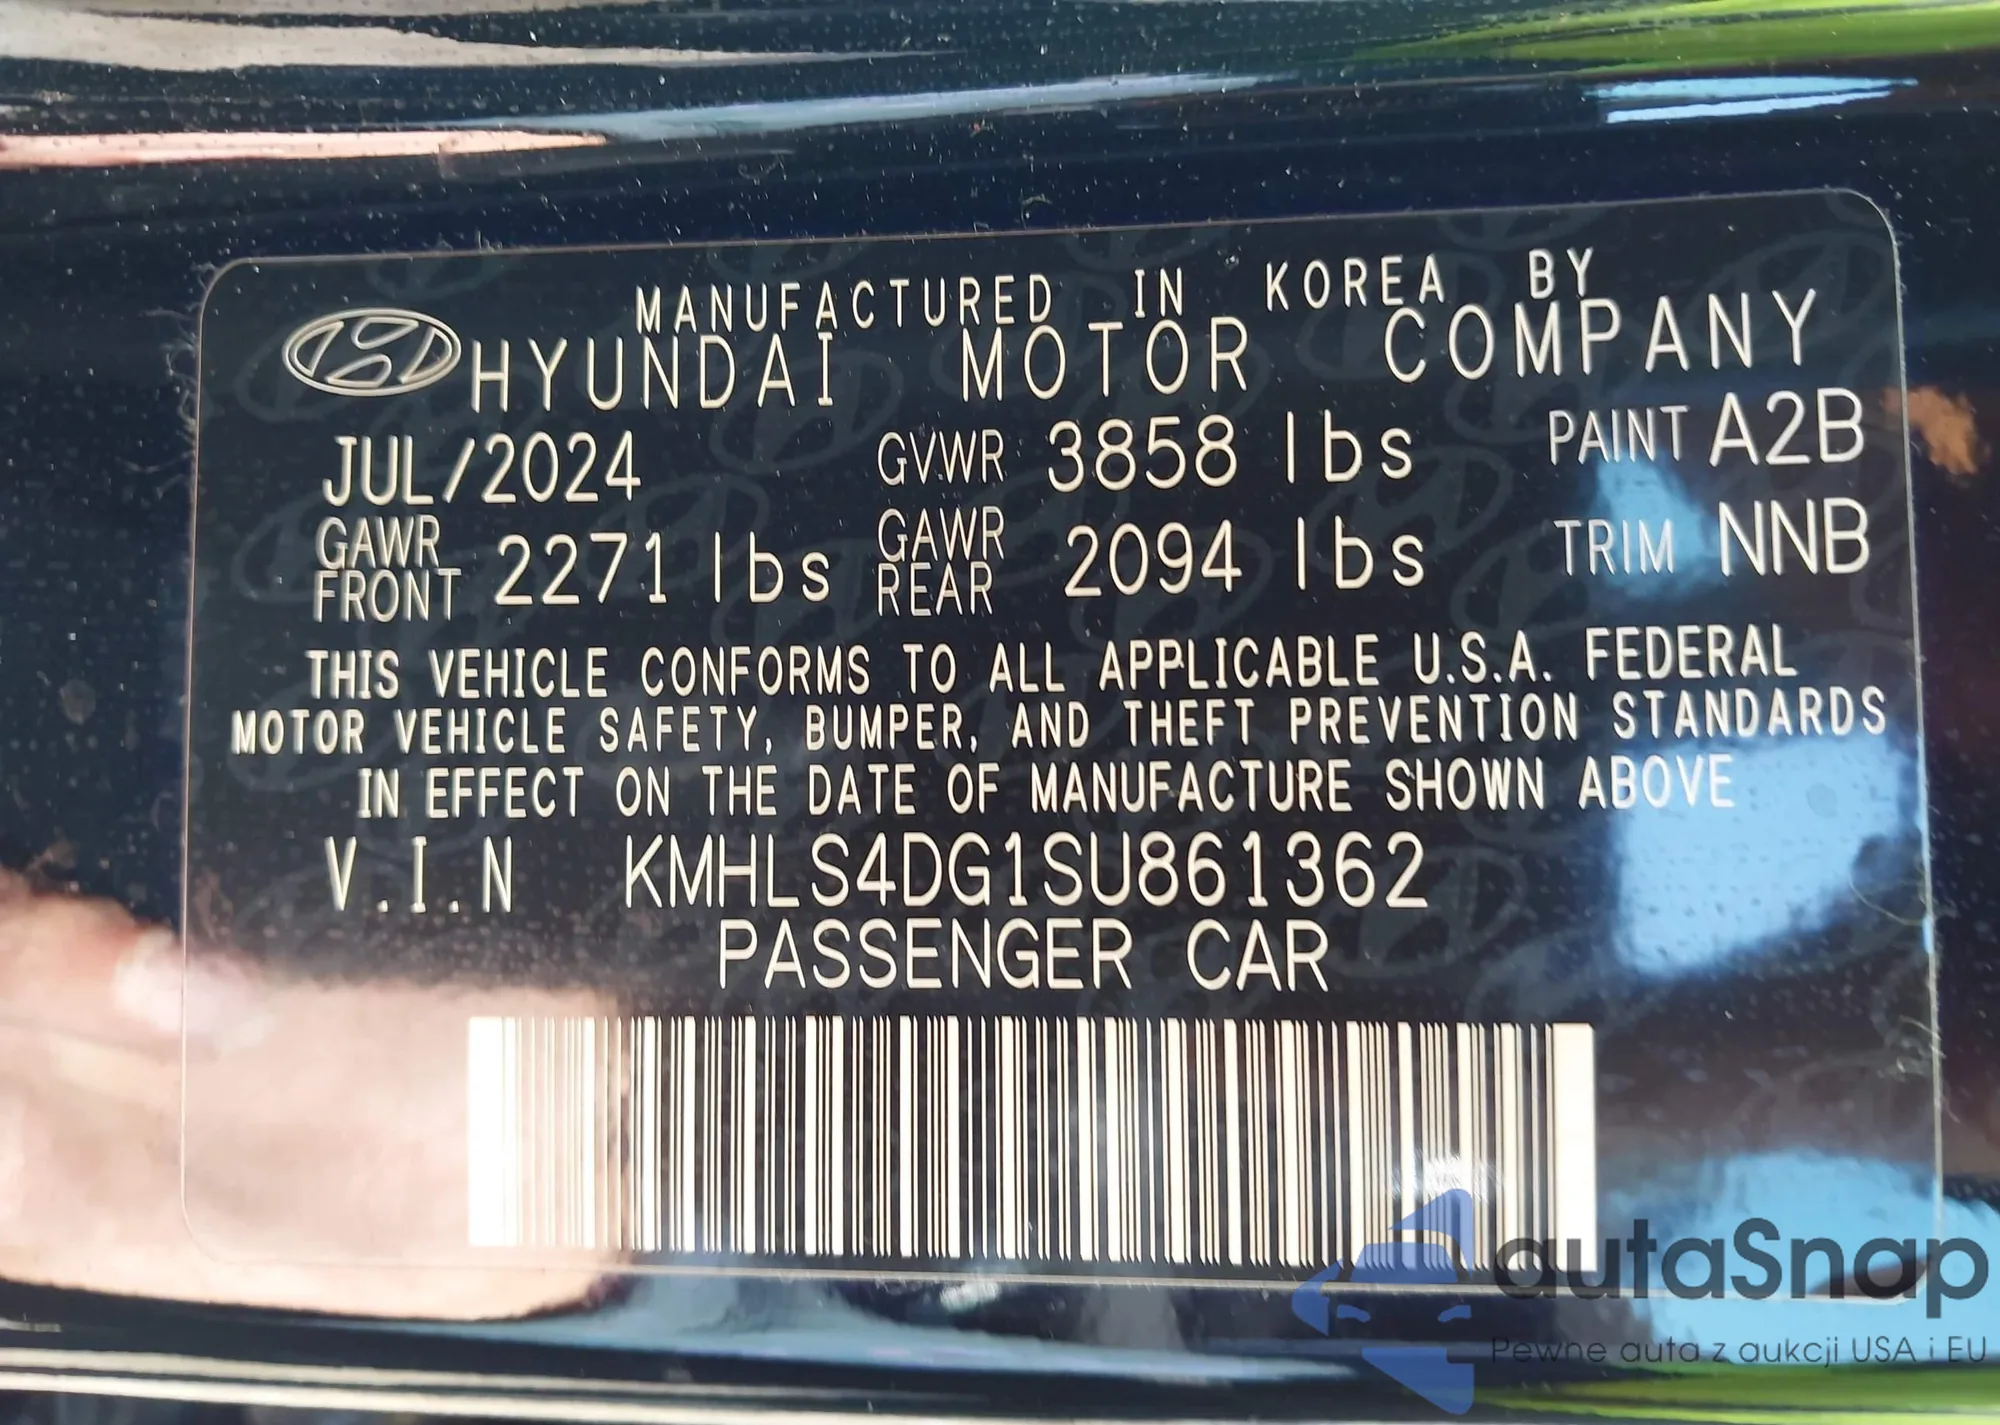 MANUFACTURED IN KOREA BY
HYUNDAI MOTOR COMPANY
JUL/2024 GVWR 3858 lbs PAINT A2B
GAWR FRONT 2271 lbs GAWR REAR 2094 lbs TRIM NNB
THIS VEHICLE CONFORMS TO ALL APPLICABLE U.S.A. FEDERAL
MOTOR VEHICLE SAFETY, BUMPER, AND THEFT PREVENTION STANDARDS
IN EFFECT ON THE DATE OF MANUFACTURE SHOWN ABOVE
V.I.N KMHLS4DG1SU861362
PASSENGER CAR
autaSnap
Pewne auta z aukcji USA i EU